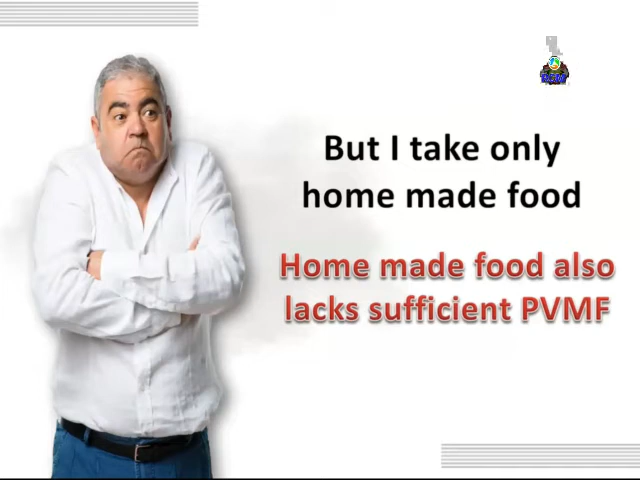 But I take only
home made food
Home made food also
lacks sufficient PVMF